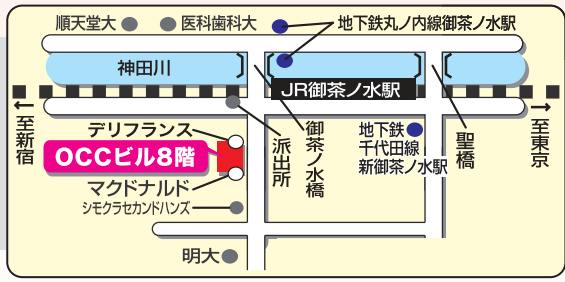 順天堂大
医科歯科大
地下鉄丸ノ内線御茶ノ水駅
神田川
JR御茶ノ水駅
←至新宿
デリフランス
OCCビル8階
マクドナルド
シモクラセカンドハンズ
派出所
御茶ノ水橋
地下鉄
千代田線
新御茶ノ水駅
聖橋
→至東京
明大